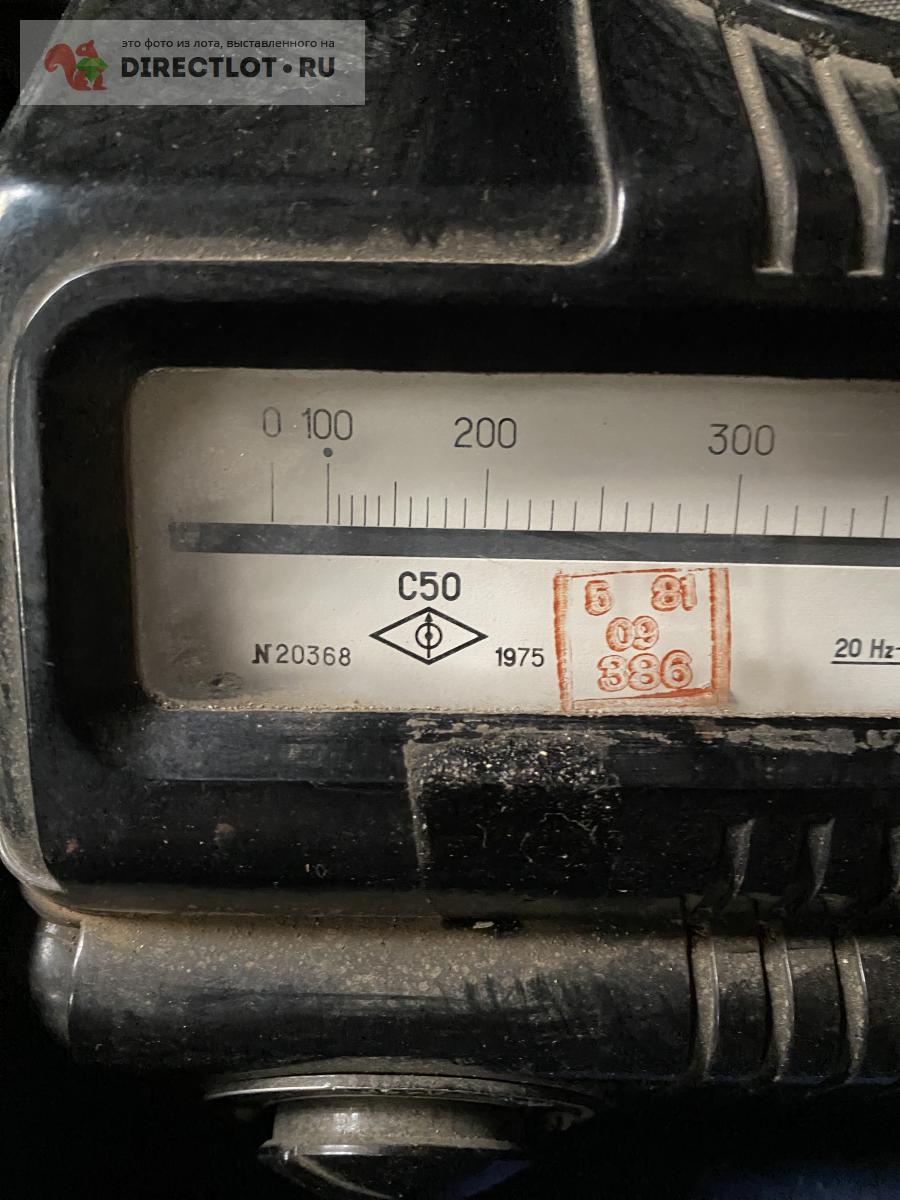 это фото из лота, выставленного на
DIRECTLOT.RU
0 100 200 300
C50
N20368
1975
5 81
09
386
20 Hz